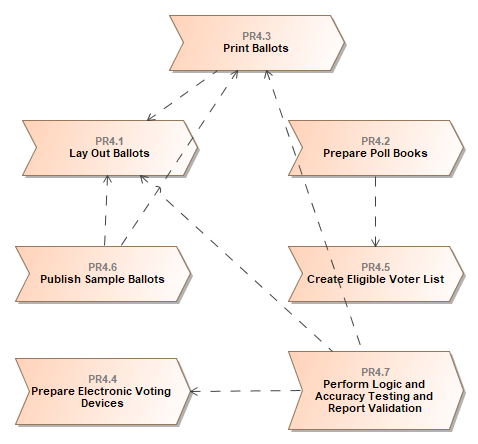 PR4.3
Print Ballots
PR4.1
Lay Out Ballots
PR4.2
Prepare Poll Books
PR4.6
Publish Sample Ballots
PR4.5
Create Eligible Voter List
PR4.4
Prepare Electronic Voting
Devices
PR4.7
Perform Logic and
Accuracy Testing and
Report Validation